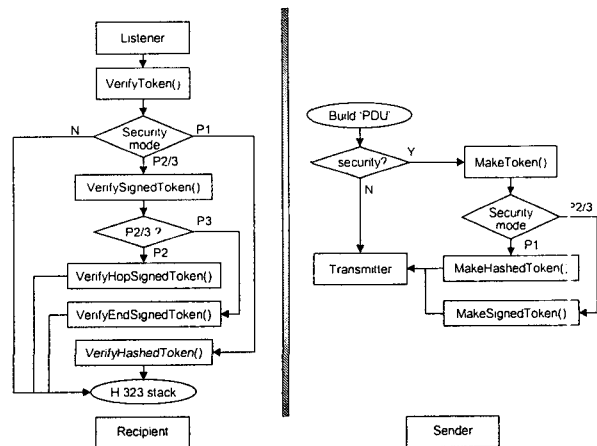 Listener
VerifyToken()
N
Security
mode
P1
P2/3
VerifySignedToken()
P2/3 ?
P3
P2
VerifyHopSignedToken()
VerifyEndSignedToken()
VerifyHashedToken()
H 323 stack
Recipient
Build 'PDU'
security?
Y
MakeToken()
N
Security
mode
P2/3
P1
Transmitter
MakeHashedToken()
MakeSignedToken()
Sender